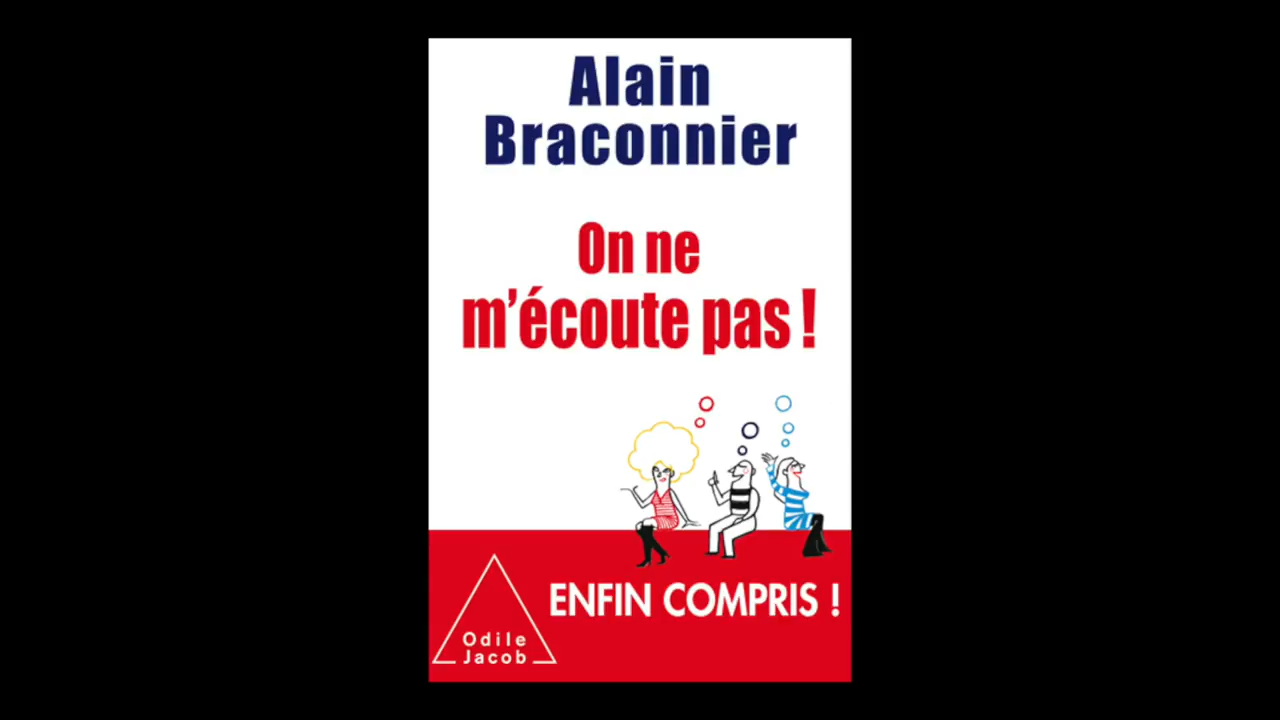 Alain
Braconnier
On ne
m'écoute pas !
ENFIN COMPRIS !
Odile
Jacob